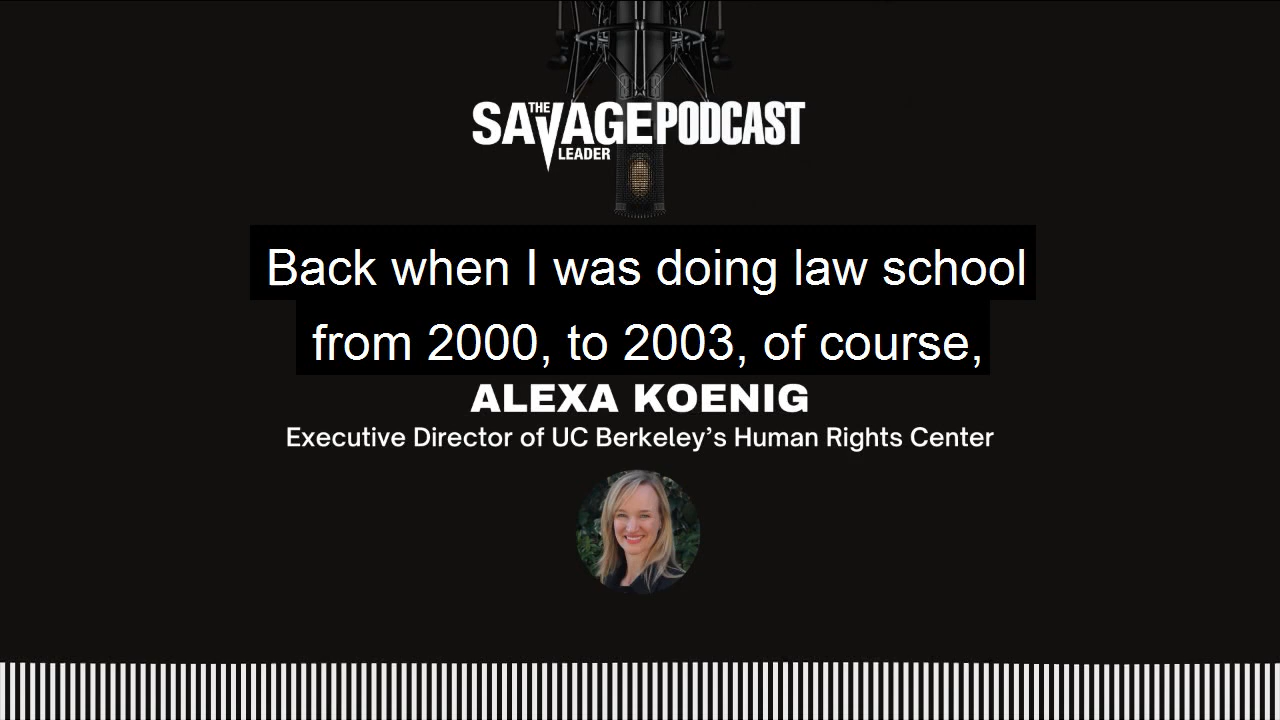 THE
SAVAGE PODCAST
LEADER
Back when I was doing law school
from 2000, to 2003, of course,
ALEXA KOENIG
Executive Director of UC Berkeley’s Human Rights Center